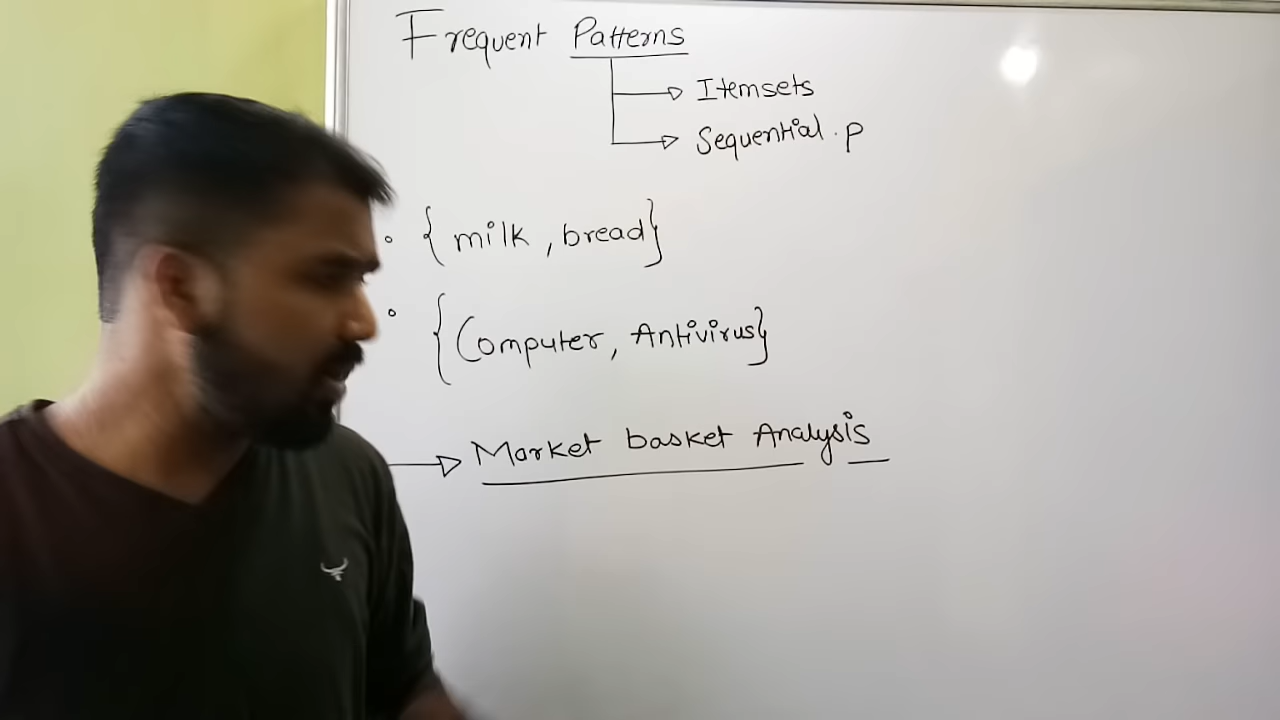 Frequent Patterns
Itemsets
Sequential . p
{ milk , bread}
{Computer, Antivirus}
Market basket Analysis